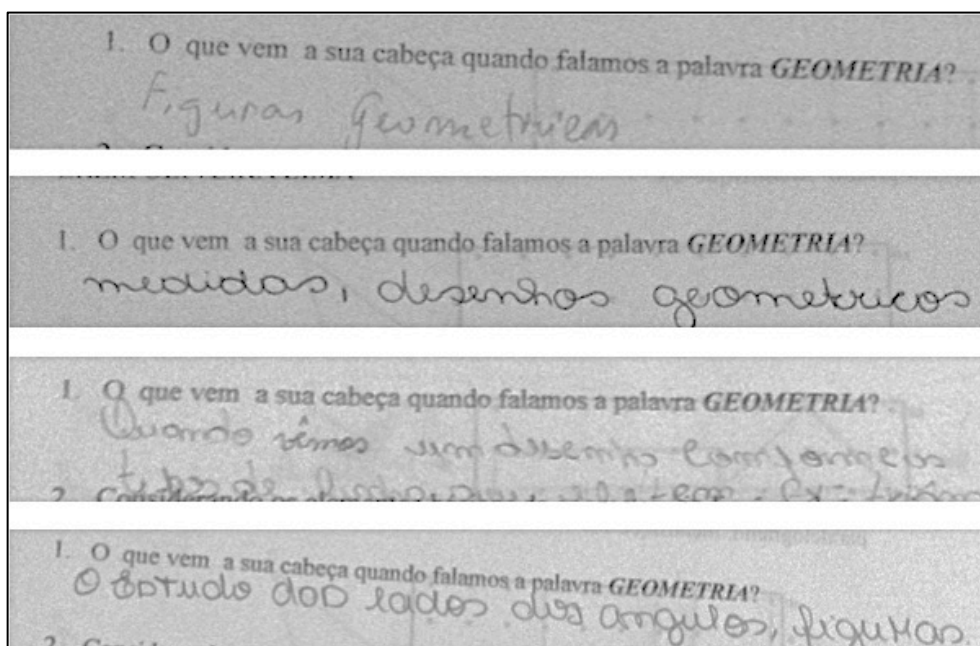 1. O que vem a sua cabeça quando falamos a palavra GEOMETRIA?
Figuras Geometricas
1. O que vem a sua cabeça quando falamos a palavra GEOMETRIA?
medidas, desenhos geometricos
1. O que vem a sua cabeça quando falamos a palavra GEOMETRIA?
Quando vêmos um desenho com
1. O que vem a sua cabeça quando falamos a palavra GEOMETRIA?
O Estudo dos lados dos angulos, figuras.